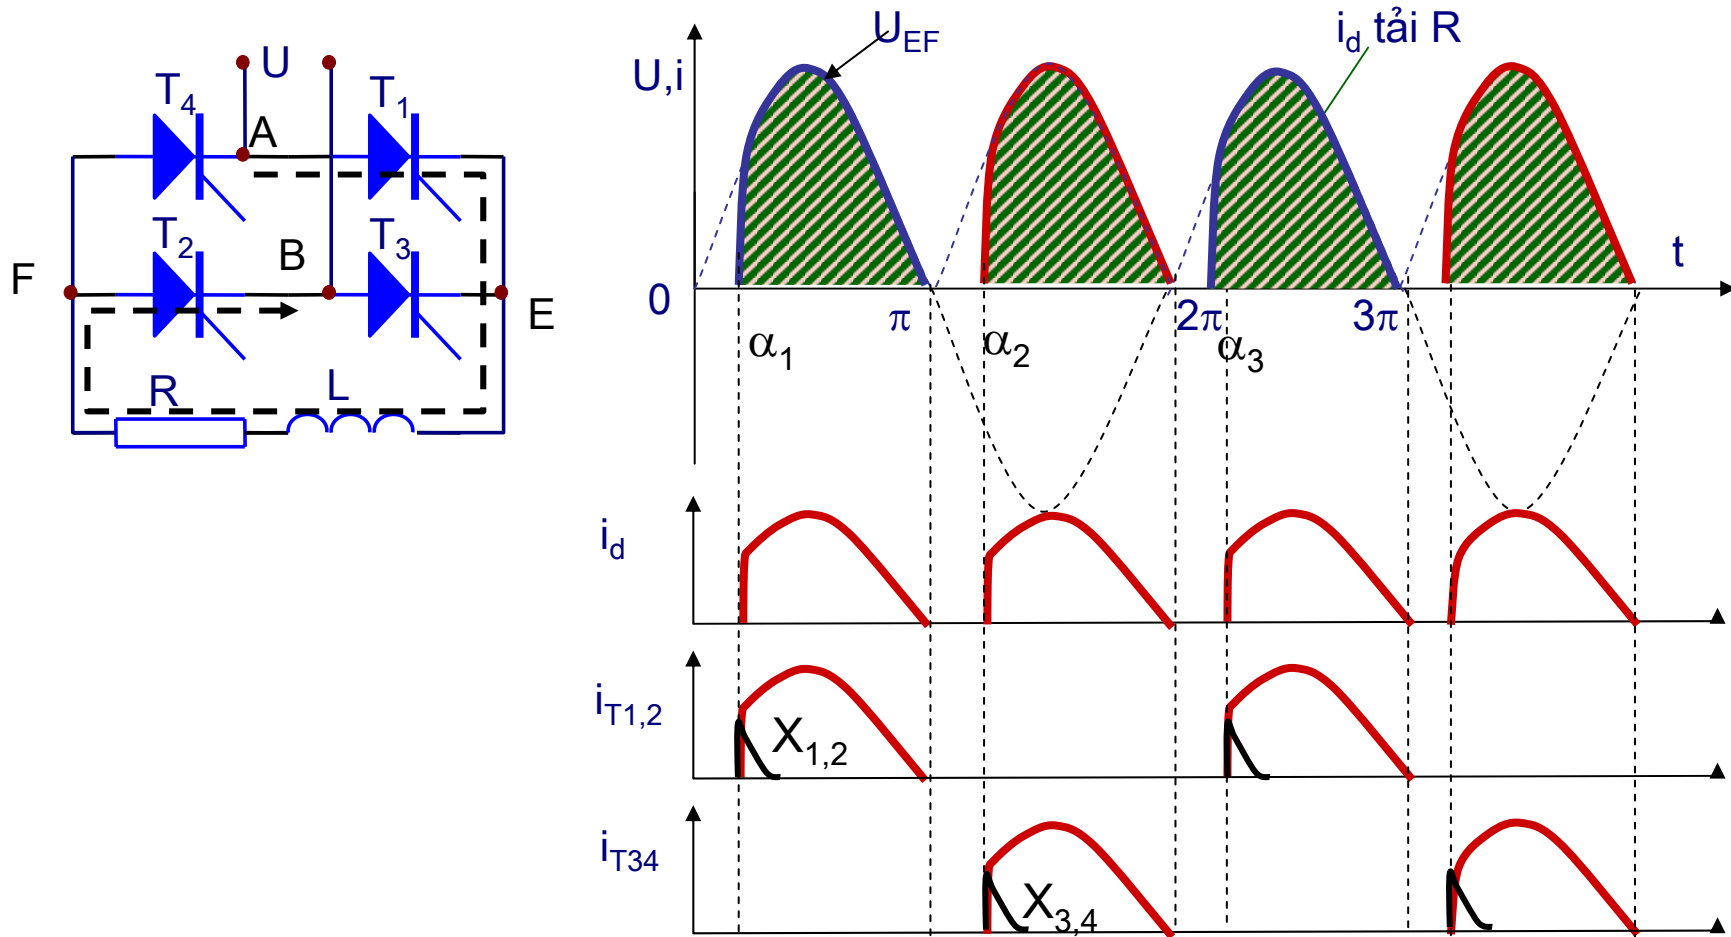 U
T4
T1
A
T2
B
T3
F
E
R
L
UEF
id tải R
U,i
t
0
π
2π
3π
α1
α2
α3
id
iT1,2
X1,2
iT34
X3,4